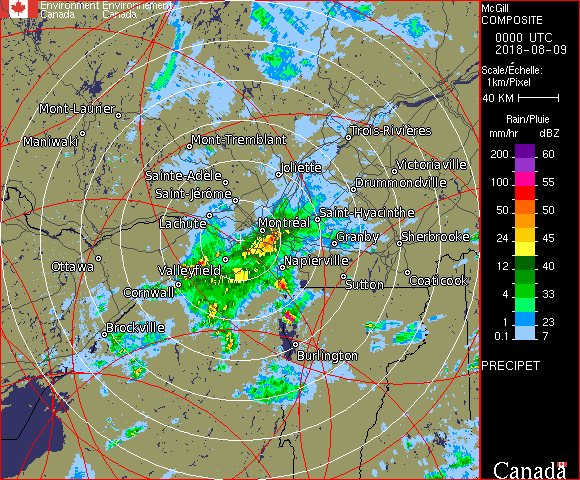 Environment Environnement
Canada Canada
McGill
COMPOSITE
0000 UTC
2018-08-09
Scale/Échelle:
1km/Pixel
40 KM
Rain/Pluie
mm/hr dBZ
200 60
100 55
50 50
24 45
12 40
4 33
1 23
0.1 7
PRECIPET
Canada
Mont-Laurier
Maniwaki
Mont-Tremblant
Trois-Rivières
Joliette
Victoriaville
Sainte-Adele
Drummondville
Saint-Jérôme
Saint-Hyacinthe
Lachute
Montréal
Granby
Sherbrooke
Ottawa
Valleyfield
Napierville
Cornwall
Sutton
Coaticook
Brockville
Burlington